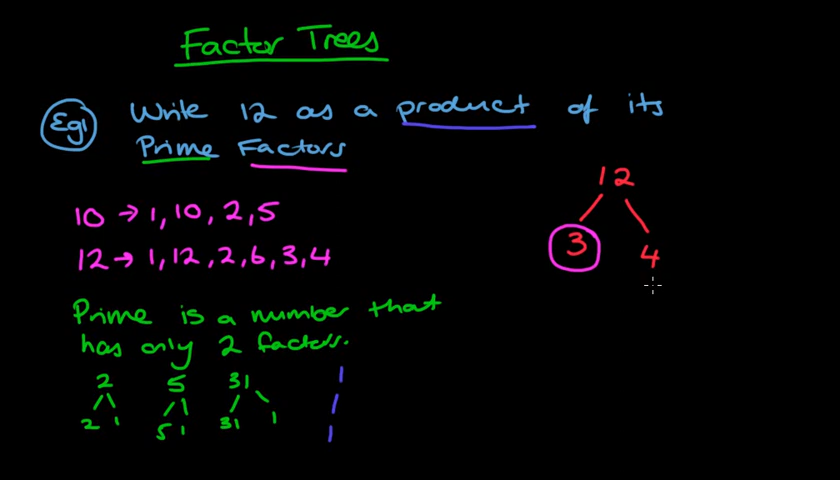 Factor Trees
Eg1 Write 12 as a product of its
Prime Factors
10 → 1, 10, 2, 5
12 → 1, 12, 2, 6, 3, 4
Prime is a number that
has only 2 factors.
2 5 31
2 1 5 1 31 1
12
3 4